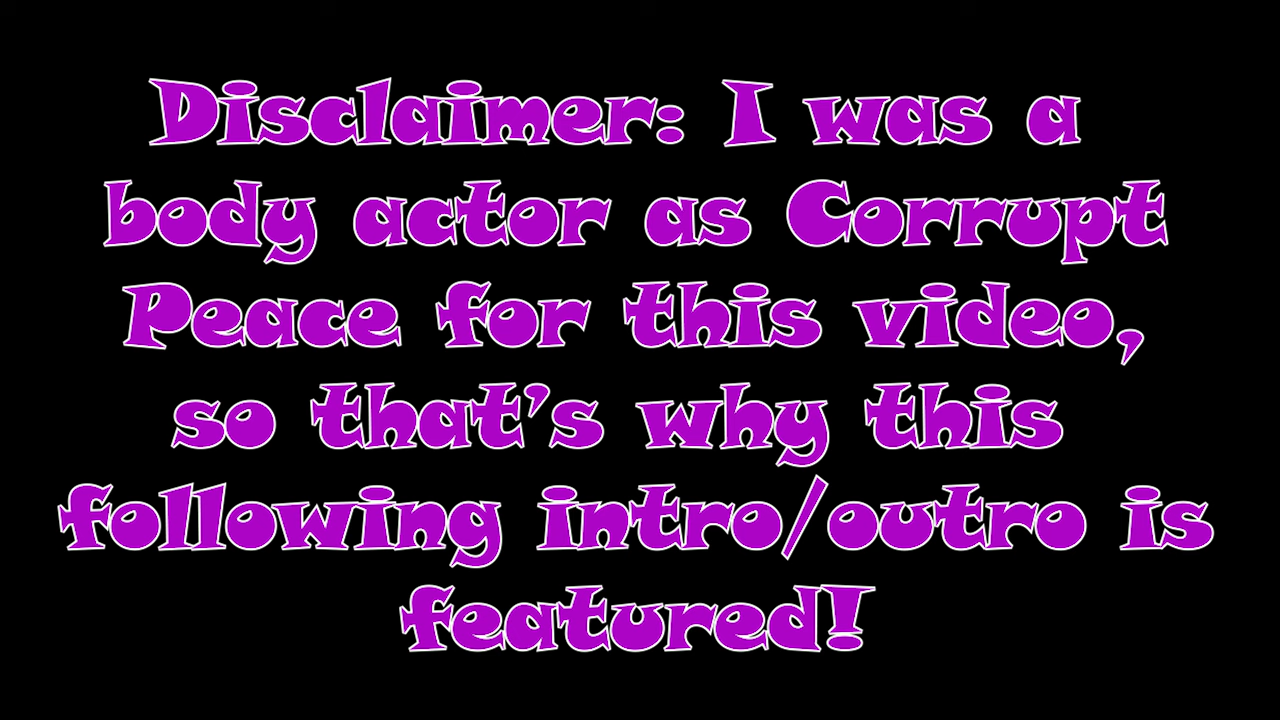 Disclaimer: I was a
body actor as Corrupt
Peace for this video,
so that's why this
following intro/outro is
featured!